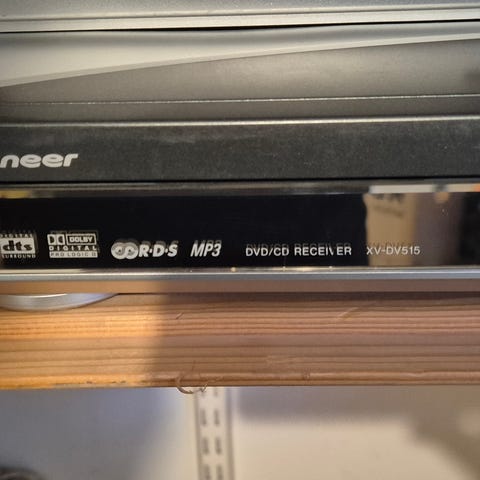 neer
DIGITAL dts SURROUND DOLBY DIGITAL PRO LOGIC II R·D·S MP3 DVD/CD RECEIVER XV-DV515